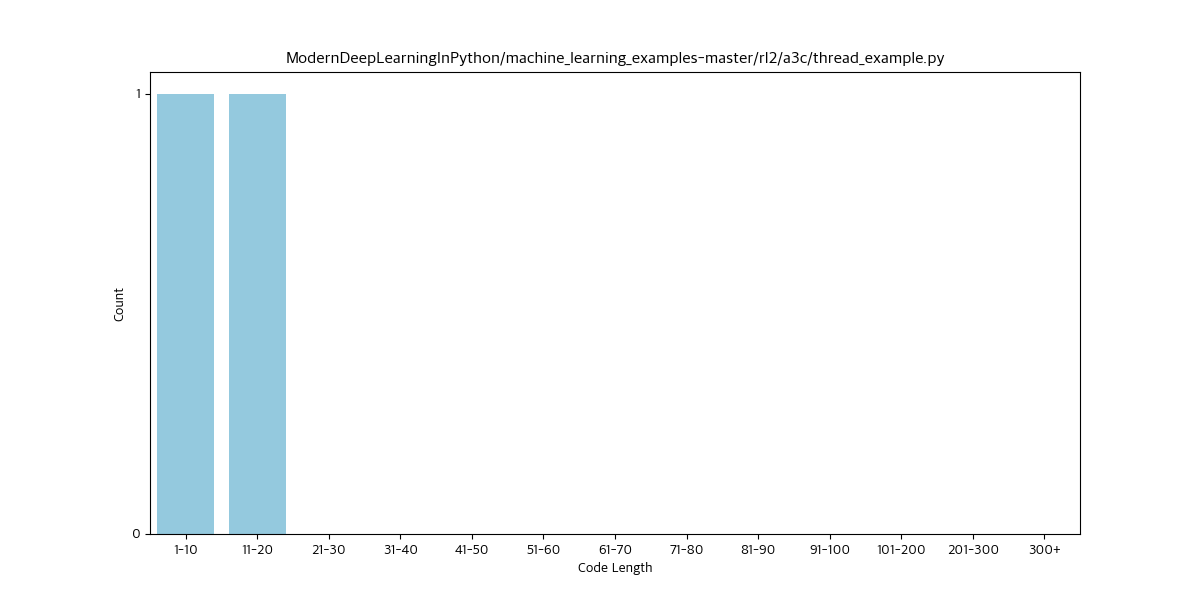 ModernDeepLearningInPython/machine_learning_examples-master/rl2/a3c/thread_example.py
1
Count
0
1-10 11-20 21-30 31-40 41-50 51-60 61-70 71-80 81-90 91-100 101-200 201-300 300+
Code Length